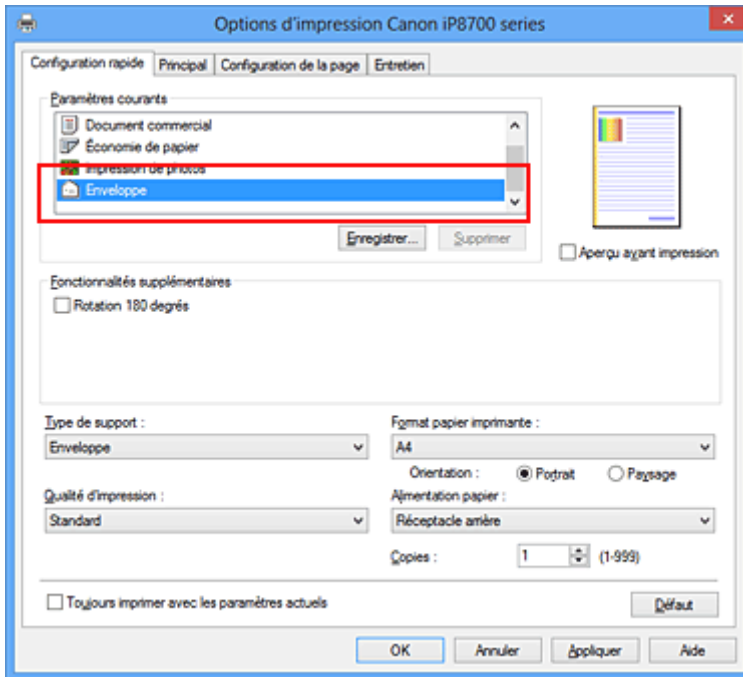 Options d'impression Canon iP8700 series
Configuration rapide Principal Configuration de la page Entretien
Paramètres courants
Document commercial
Économie de papier
Impression de photos
Enveloppe
Enregistrer... Supprimer
Aperçu avant impression
Fonctionnalités supplémentaires
Rotation 180 degrés
Type de support :
Enveloppe
Format papier imprimante :
A4
Orientation : Portrait Paysage
Qualité d'impression :
Standard
Alimentation papier :
Réceptacle arrière
Copies : 1 (1-999)
Toujours imprimer avec les paramètres actuels
Défaut
OK Annuler Appliquer Aide